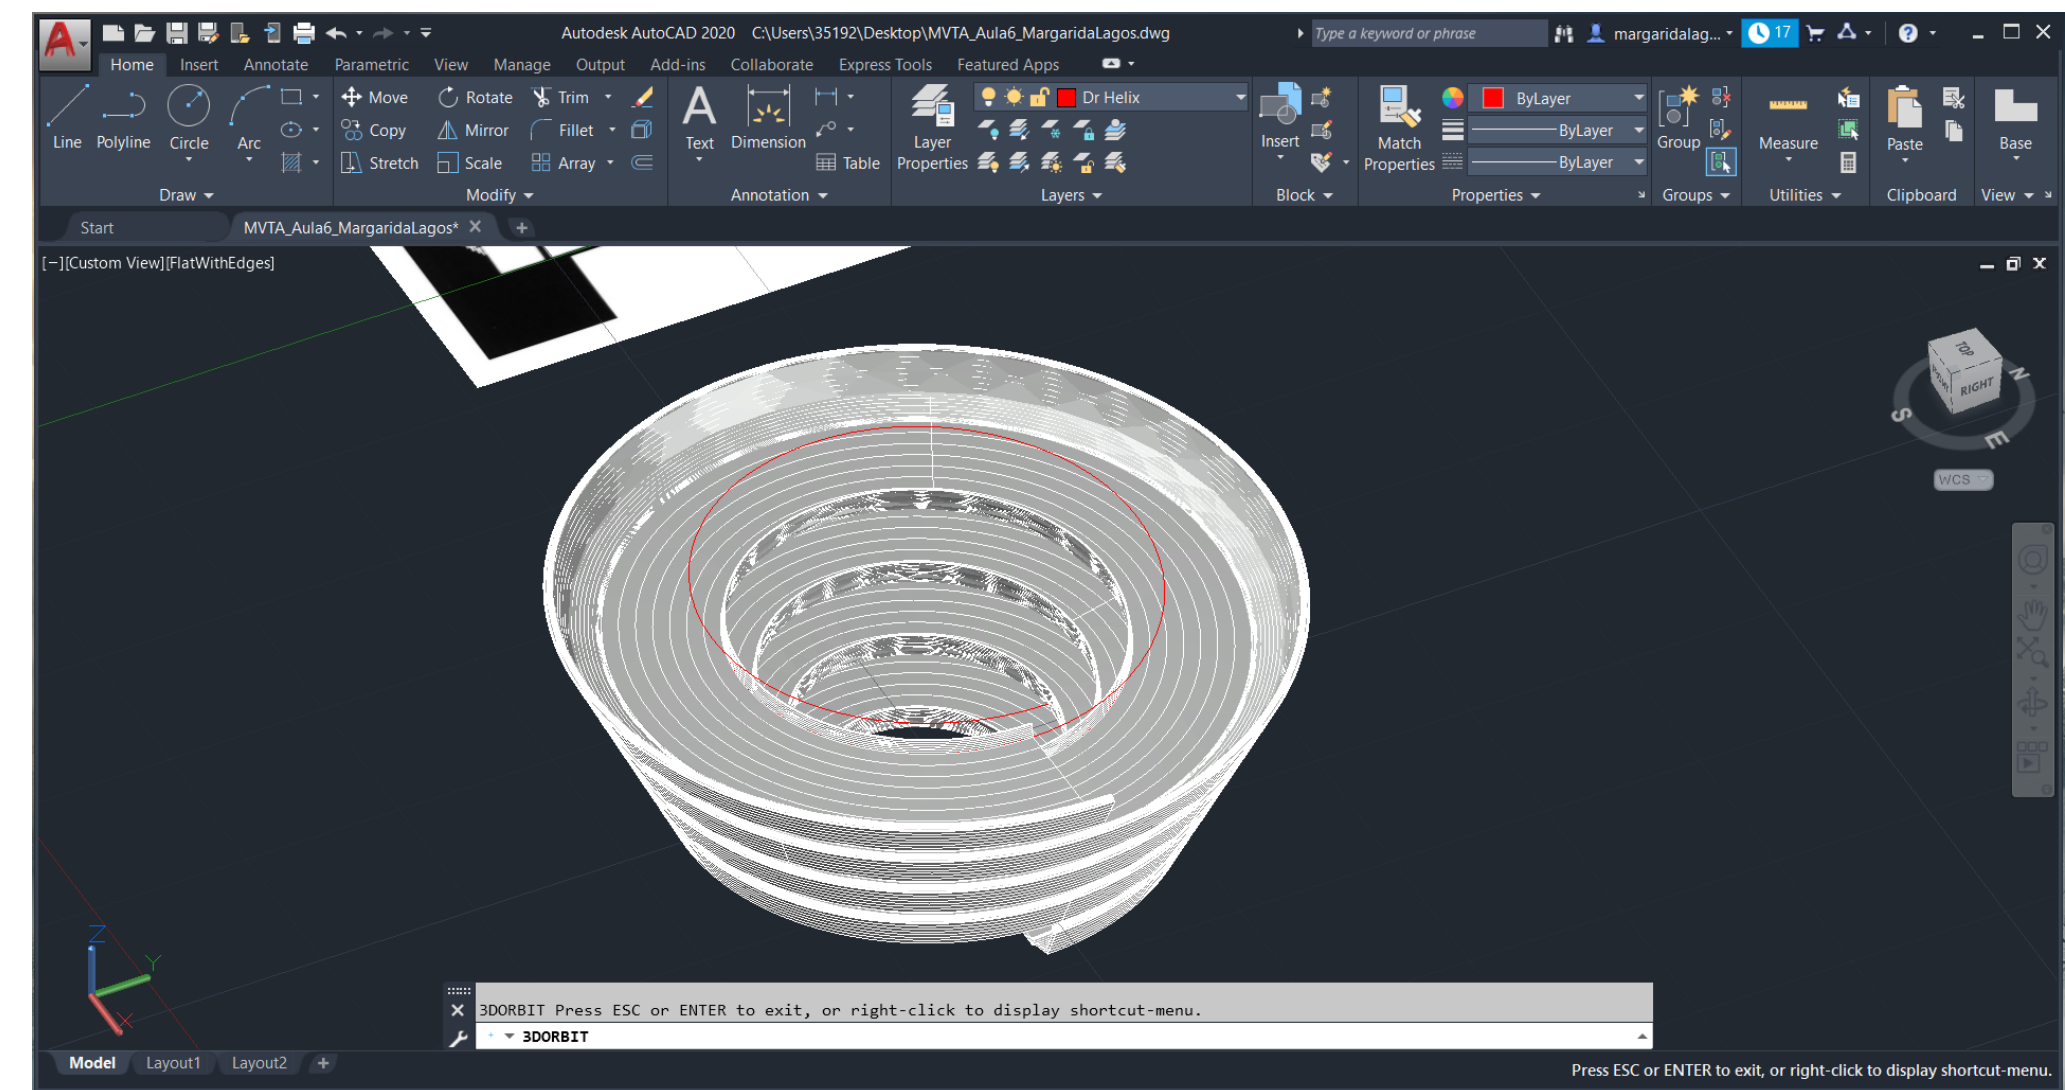 Autodesk AutoCAD 2020 C:\Users\35192\Desktop\MVTA_Aula6_MargaridaLagos.dwg
Type a keyword or phrase
margaridalag...
17
Home Insert Annotate Parametric View Manage Output Add-ins Collaborate Express Tools Featured Apps
Line Polyline Circle Arc
Move Rotate Trim
Copy Mirror Fillet
Stretch Scale Array
Text Dimension
Table
Layer Properties
Dr Helix
Insert
Match Properties
ByLayer
ByLayer
ByLayer
Group
Measure
Paste
Base
Draw Modify Annotation Layers Block Properties Groups Utilities Clipboard View
Start MVTA_Aula6_MargaridaLagos* +
[−][Custom View][FlatWithEdges]
TOP
RIGHT
N
S
E
WCS
Z
Y
X
3DORBIT Press ESC or ENTER to exit, or right-click to display shortcut-menu.
3DORBIT
Model Layout1 Layout2 +
Press ESC or ENTER to exit, or right-click to display shortcut-menu.